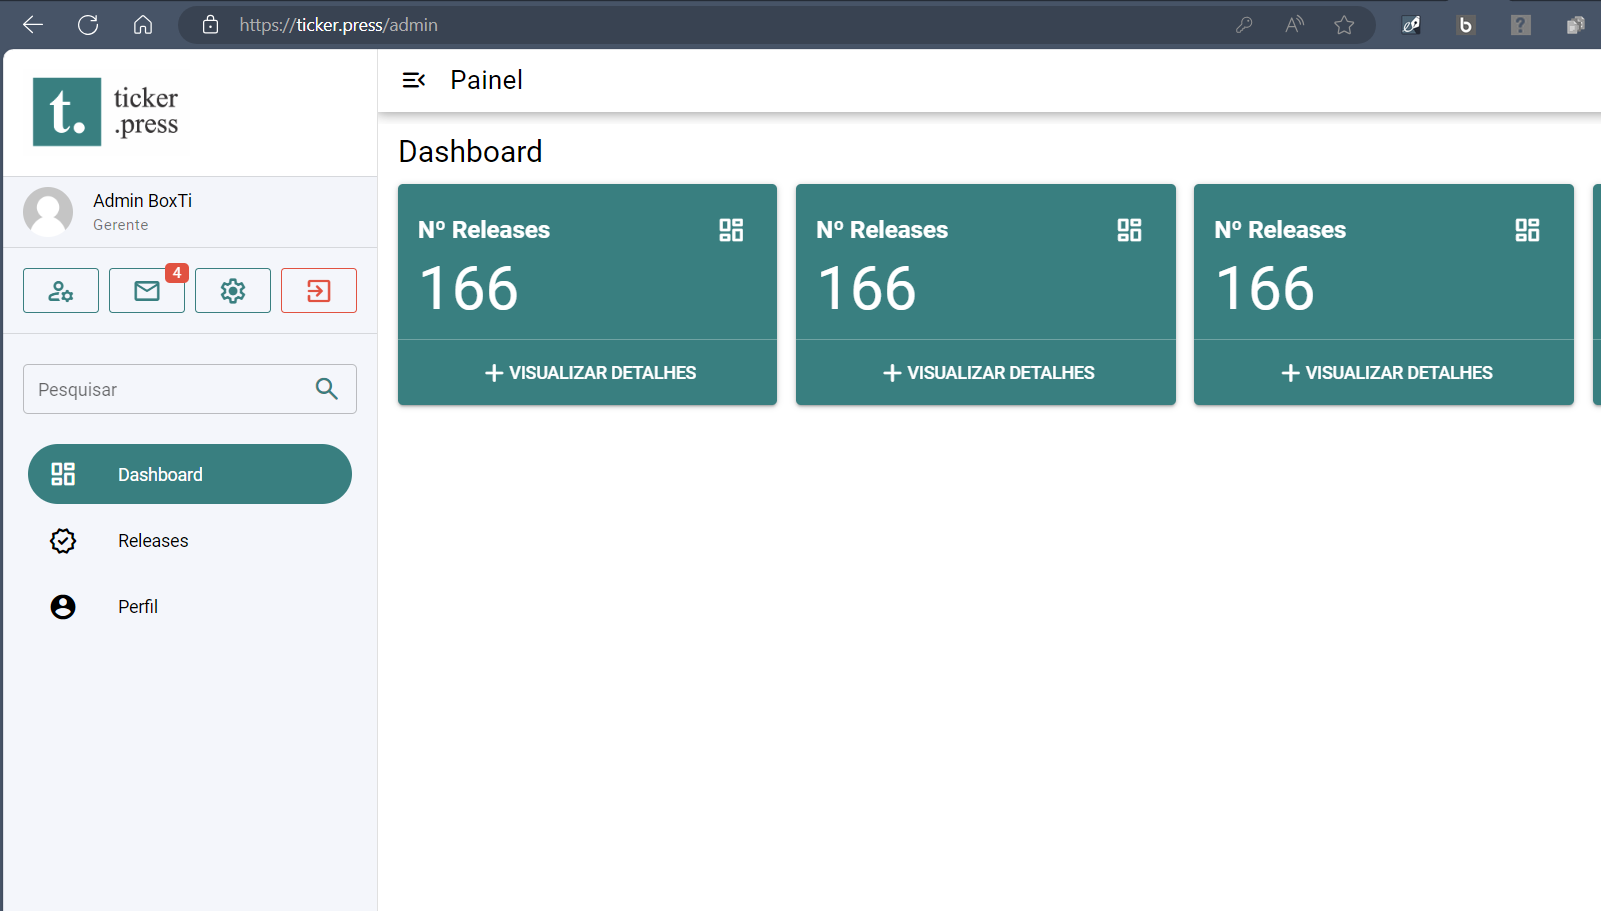 https://ticker.press/admin
t.
ticker
.press
Admin BoxTi
Gerente
4
Pesquisar
Dashboard
Releases
Perfil
Painel
Dashboard
Nº Releases
166
VISUALIZAR DETALHES
Nº Releases
166
VISUALIZAR DETALHES
Nº Releases
166
VISUALIZAR DETALHES